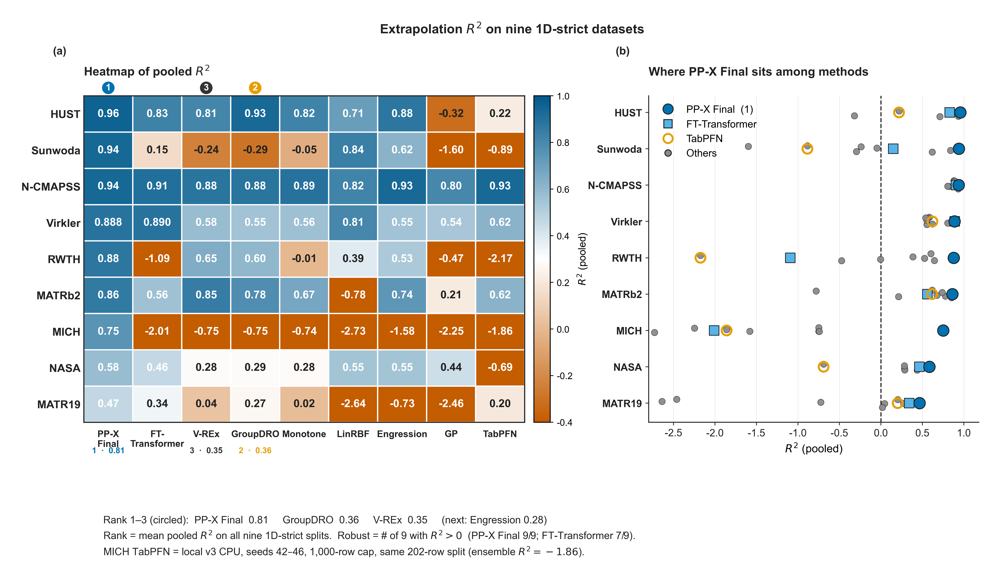 Extrapolation R² on nine 1D-strict datasets
(a)
Heatmap of pooled R²
1 3 2
HUST 0.96 0.83 0.81 0.93 0.82 0.71 0.88 -0.32 0.22
Sunwoda 0.94 0.15 -0.24 -0.29 -0.05 0.84 0.62 -1.60 -0.89
N-CMAPSS 0.94 0.91 0.88 0.88 0.89 0.82 0.93 0.80 0.93
Virkler 0.888 0.890 0.58 0.55 0.56 0.81 0.55 0.54 0.62
RWTH 0.88 -1.09 0.65 0.60 -0.01 0.39 0.53 -0.47 -2.17
MATRb2 0.86 0.56 0.85 0.78 0.67 -0.78 0.74 0.21 0.62
MICH 0.75 -2.01 -0.75 -0.75 -0.74 -2.73 -1.58 -2.25 -1.86
NASA 0.58 0.46 0.28 0.29 0.28 0.55 0.55 0.44 -0.69
MATR19 0.47 0.34 0.04 0.27 0.02 -2.64 -0.73 -2.46 0.20
PP-X FT- V-REx GroupDRO Monotone LinRBF Engression GP TabPFN
Final Transformer
1 · 0.81 3 · 0.35 2 · 0.36
1.0
0.8
0.6
0.4
0.2
0.0
-0.2
-0.4
R² (pooled)
(b)
Where PP-X Final sits among methods
PP-X Final (1)
FT-Transformer
TabPFN
Others
HUST
Sunwoda
N-CMAPSS
Virkler
RWTH
MATRb2
MICH
NASA
MATR19
-2.5 -2.0 -1.5 -1.0 -0.5 0.0 0.5 1.0
R² (pooled)
Rank 1–3 (circled): PP-X Final 0.81 GroupDRO 0.36 V-REx 0.35 (next: Engression 0.28)
Rank = mean pooled R² on all nine 1D-strict splits. Robust = # of 9 with R² > 0 (PP-X Final 9/9; FT-Transformer 7/9).
MICH TabPFN = local v3 CPU, seeds 42–46, 1,000-row cap, same 202-row split (ensemble R² = − 1.86).